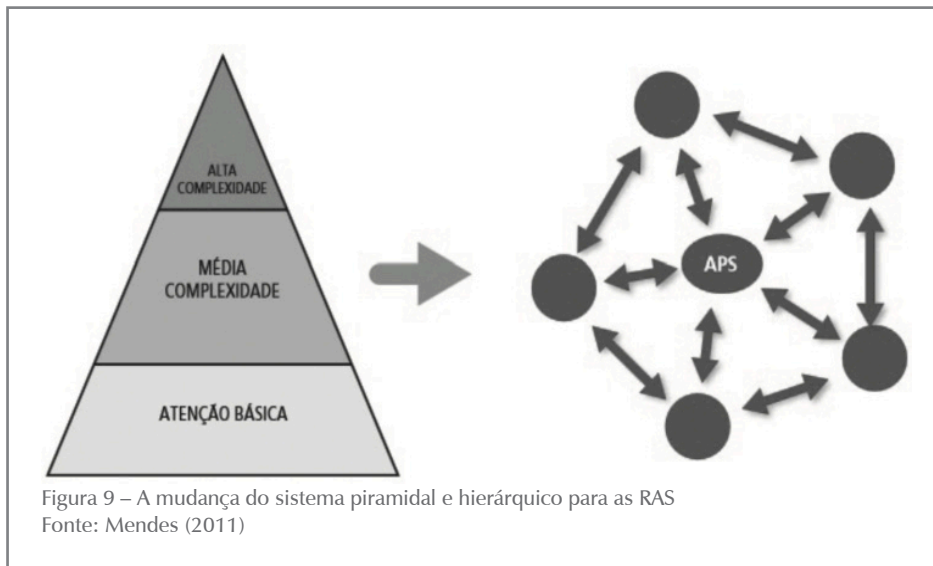 ALTA
COMPLEXIDADE
MÉDIA
COMPLEXIDADE
ATENÇÃO BÁSICA
APS
Figura 9 – A mudança do sistema piramidal e hierárquico para as RAS
Fonte: Mendes (2011)